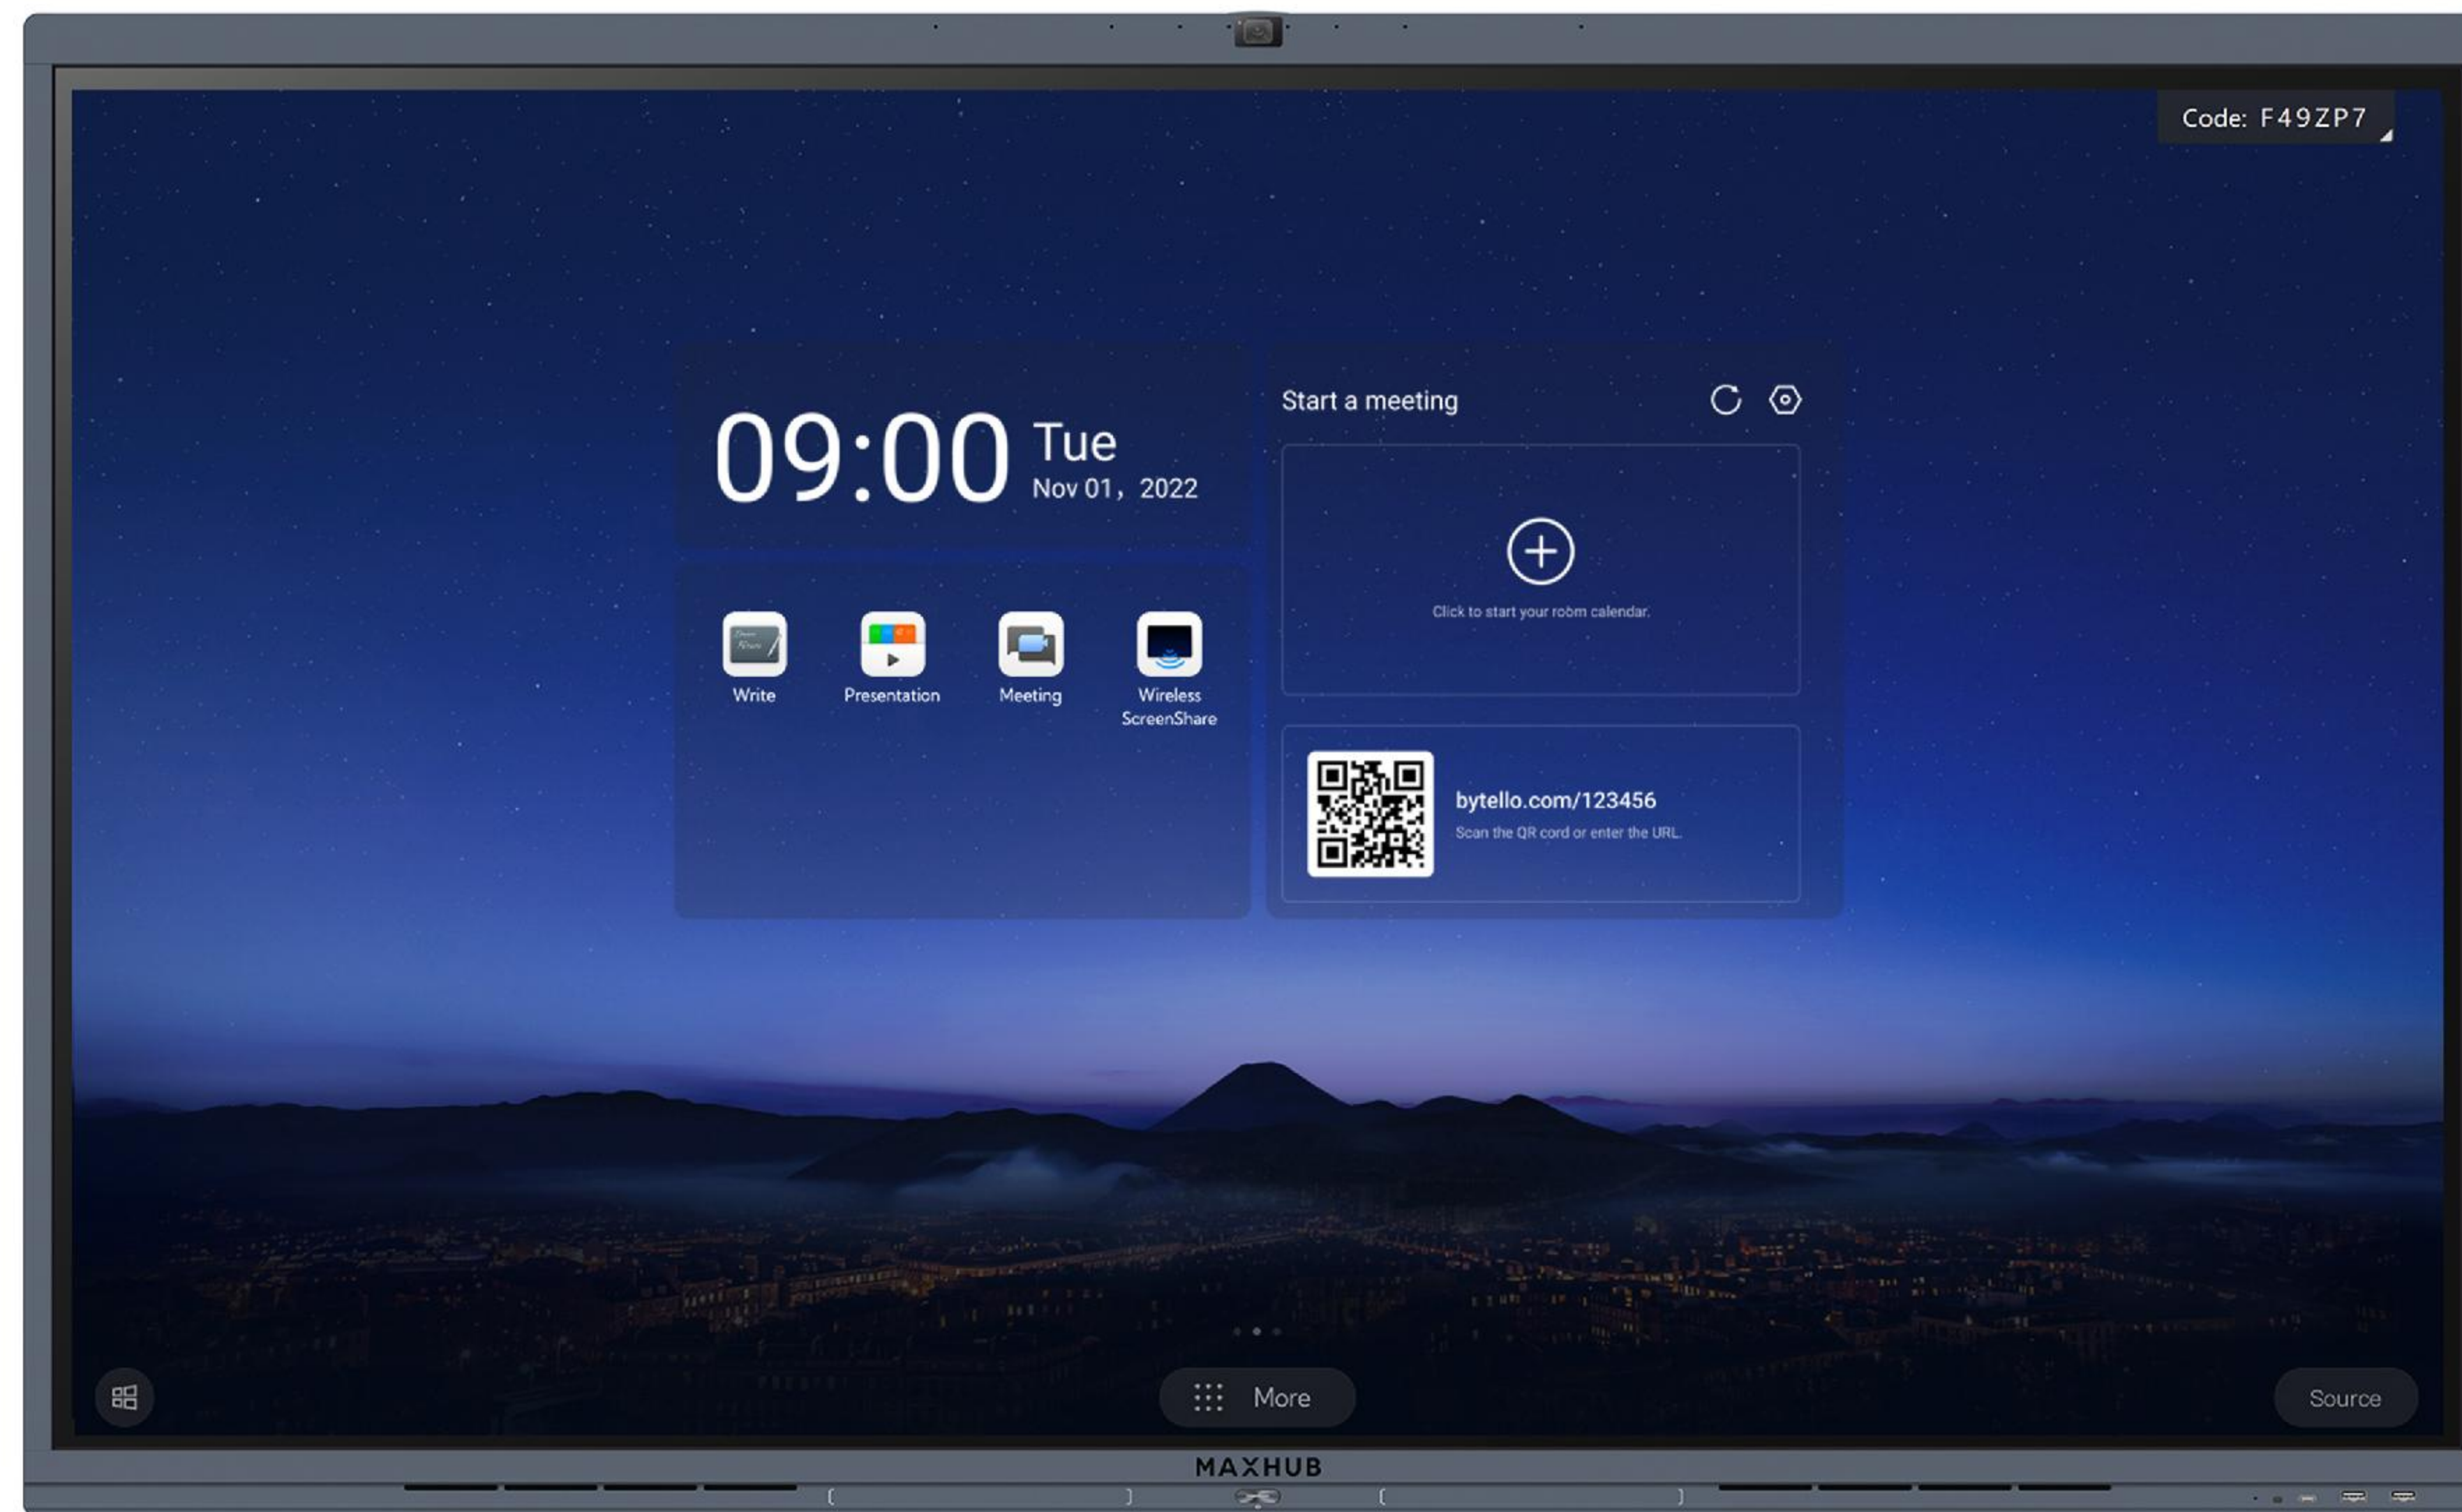 Code: F49ZP7
09:00
Tue
Nov 01, 2022
Start a meeting
Click to start your robm calendar.
Write
Presentation
Meeting
Wireless
ScreenShare
bytello.com/123456
Scan the QR cord or enter the URL.
More
Source
MAXHUB